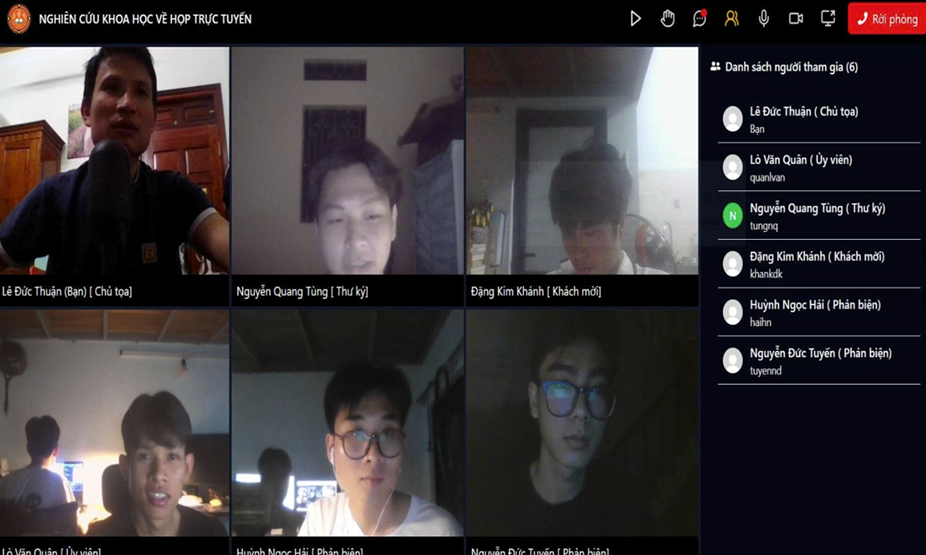 NGHIÊN CỨU KHOA HỌC VỀ HỌP TRỰC TUYẾN
Rời phòng
Lê Đức Thuận (Bạn) [ Chủ tọa]
Nguyễn Quang Tùng [ Thư ký]
Đặng Kim Khánh [ Khách mời]
Lò Văn Quân [ Ủy viên]
Huỳnh Ngọc Hải [ Phản biện]
Nguyễn Đức Tuyến [ Phản biện]
Danh sách người tham gia (6)
Lê Đức Thuận ( Chủ tọa)
Bạn
Lò Văn Quân ( Ủy viên)
quanlvan
N
Nguyễn Quang Tùng ( Thư ký)
tungnq
Đặng Kim Khánh ( Khách mời)
khankdk
Huỳnh Ngọc Hải ( Phản biện)
haihn
Nguyễn Đức Tuyến ( Phản biện)
tuyennd